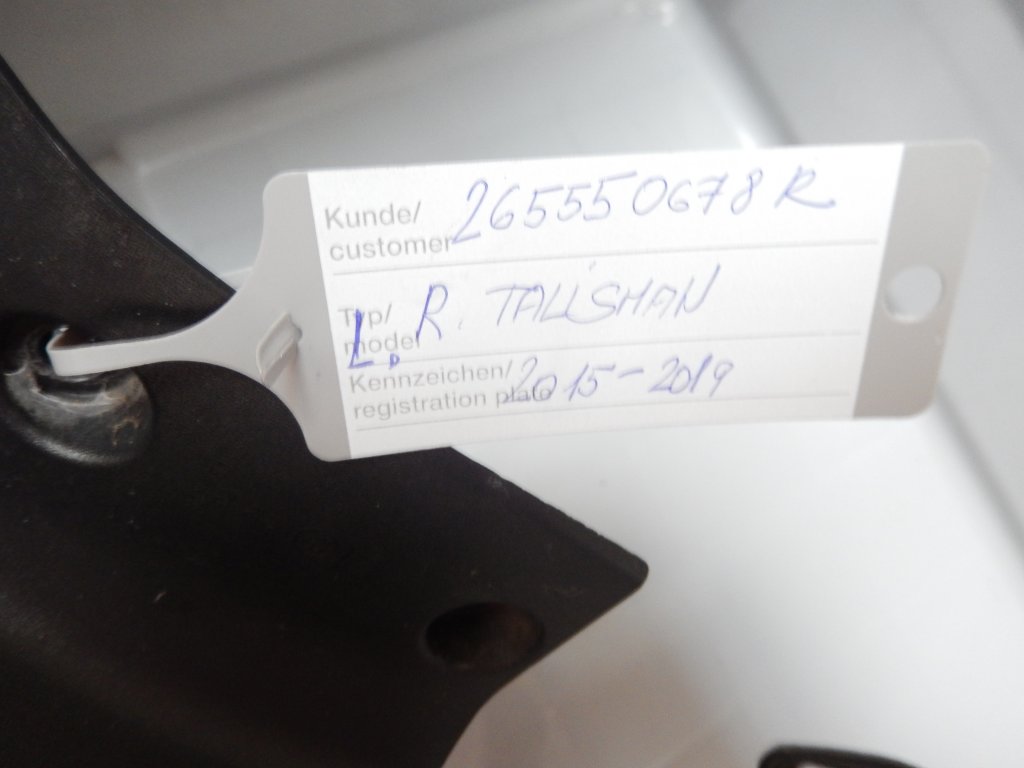 Kunde/ 265550678R
customer
Typ/ R. TALISMAN
model L.
Kennzeichen/ 2015-2019
registration plate